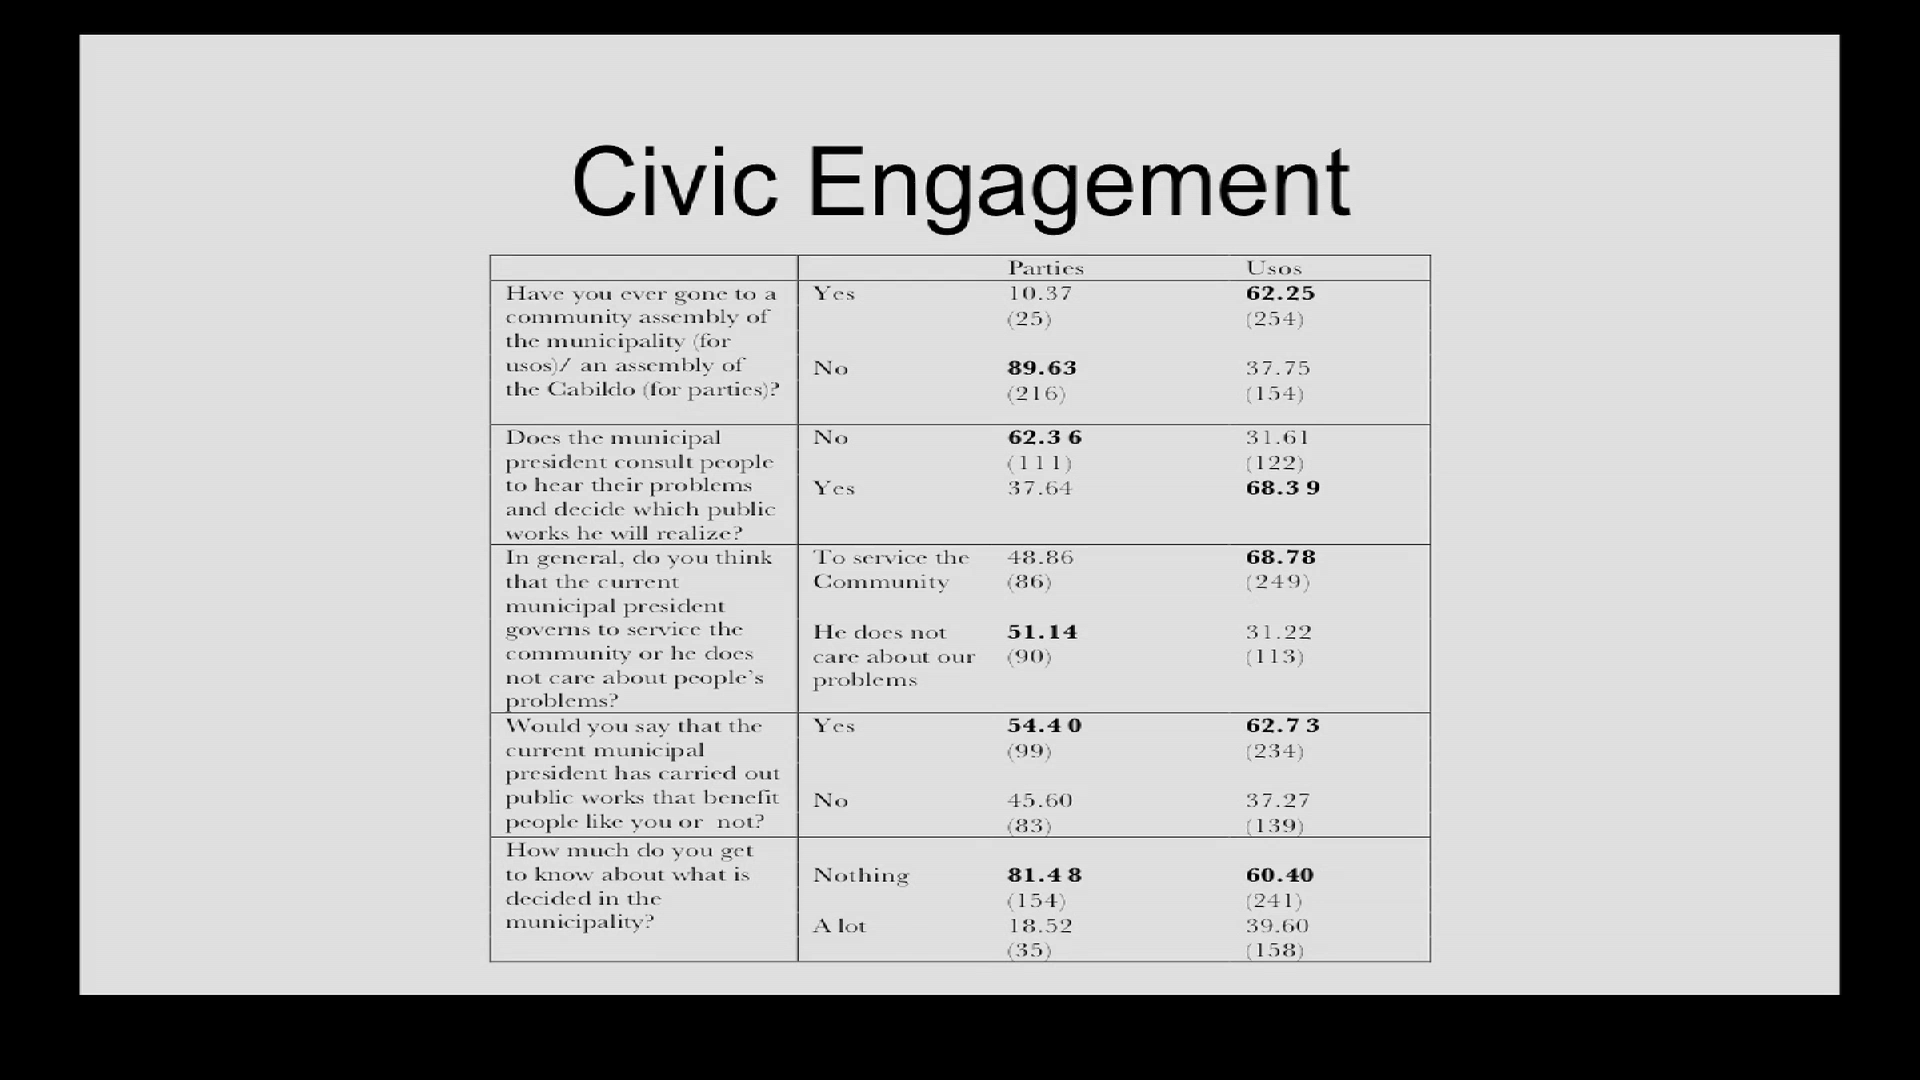 Civic Engagement
Parties Usos
Have you ever gone to a Yes 10.37 62.25
community assembly of (25) (254)
the municipality (for
usos)/ an assembly of No 89.63 37.75
the Cabildo (for parties)? (216) (154)
Does the municipal No 62.3 6 31.61
president consult people (111) (122)
to hear their problems Yes 37.64 68.3 9
and decide which public
works he will realize?
In general, do you think To service the 48.86 68.78
that the current Community (86) (249)
municipal president
governs to service the He does not 51.14 31.22
community or he does care about our (90) (113)
not care about people's problems
problems?
Would you say that the Yes 54.4 0 62.7 3
current municipal (99) (234)
president has carried out
public works that benefit No 45.60 37.27
people like you or not? (83) (139)
How much do you get
to know about what is Nothing 81.4 8 60.40
decided in the (154) (241)
municipality? A lot 18.52 39.60
(35) (158)